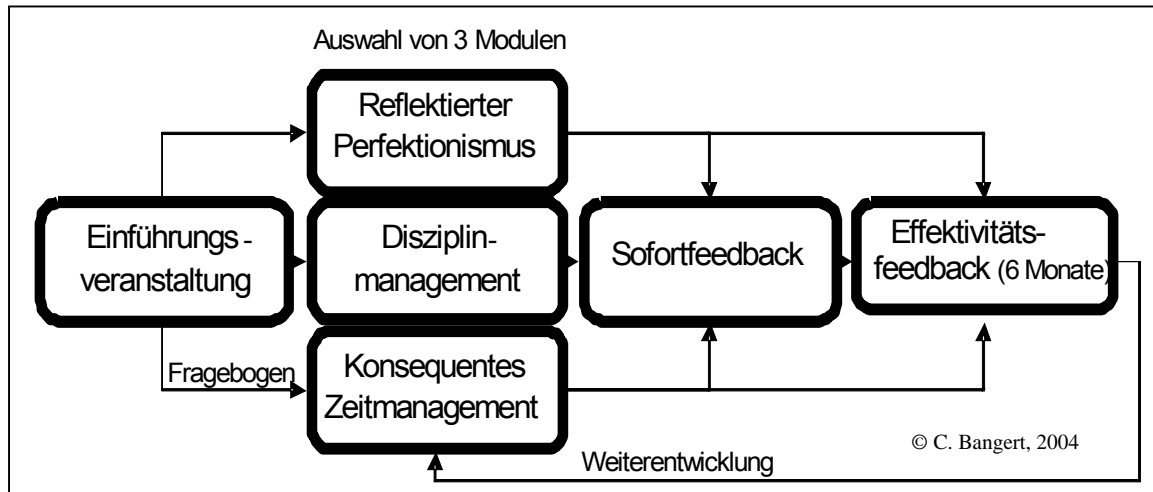 Auswahl von 3 Modulen
Reflektierter
Perfektionismus
Einführungs-
veranstaltung
Disziplin-
management
Sofortfeedback
Effektivitäts-
feedback (6 Monate)
Fragebogen
Konsequentes
Zeitmanagement
© C. Bangert, 2004
Weiterentwicklung